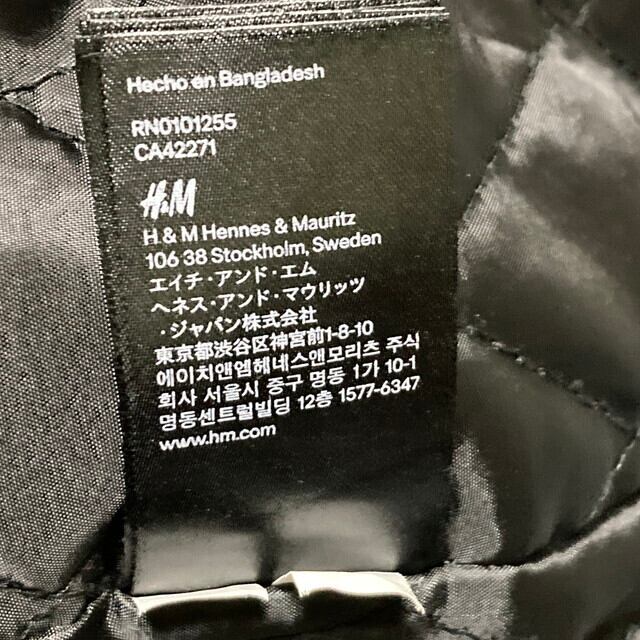 Hecho en Bangladesh
RN0101255
CA42271
H&M
H & M Hennes & Mauritz
106 38 Stockholm, Sweden
エイチ・アンド・エム
ヘネス・アンド・マウリッツ
・ジャパン株式会社
東京都渋谷区神宮前1-8-10
에이치앤엠헤네스앤모리츠 주식
회사 서울시 중구 명동 1가 10-1
명동센트럴빌딩 12층 1577-6347
www.hm.com